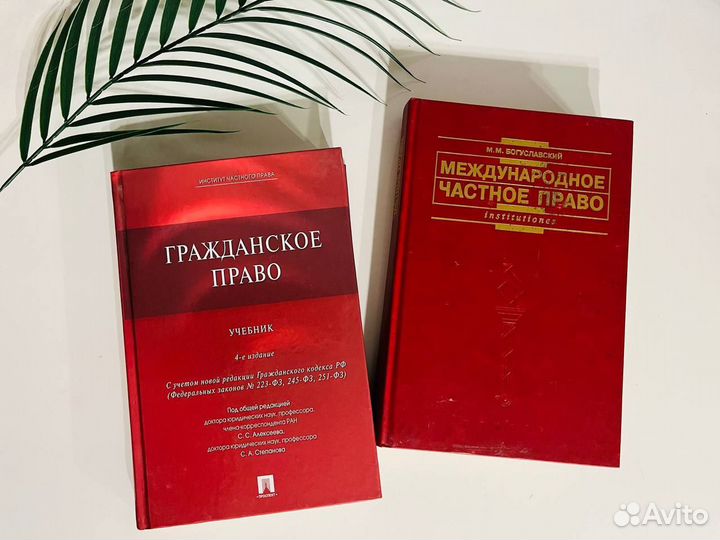 ИНСТИТУТ ЧАСТНОГО ПРАВА
ГРАЖДАНСКОЕ
ПРАВО
УЧЕБНИК
4-е издание
С учетом новой редакции Гражданского кодекса РФ
(Федеральных законов № 223-ФЗ, 245-ФЗ, 251-ФЗ)
Под общей редакцией
доктора юридических наук, профессора,
члена-корреспондента РАН
С. С. Алексеева,
доктора юридических наук, профессора
С. А. Степанова
ПРОСПЕКТ
М. М. БОГУСЛАВСКИЙ
МЕЖДУНАРОДНОЕ
ЧАСТНОЕ ПРАВО
institutiones
Avito